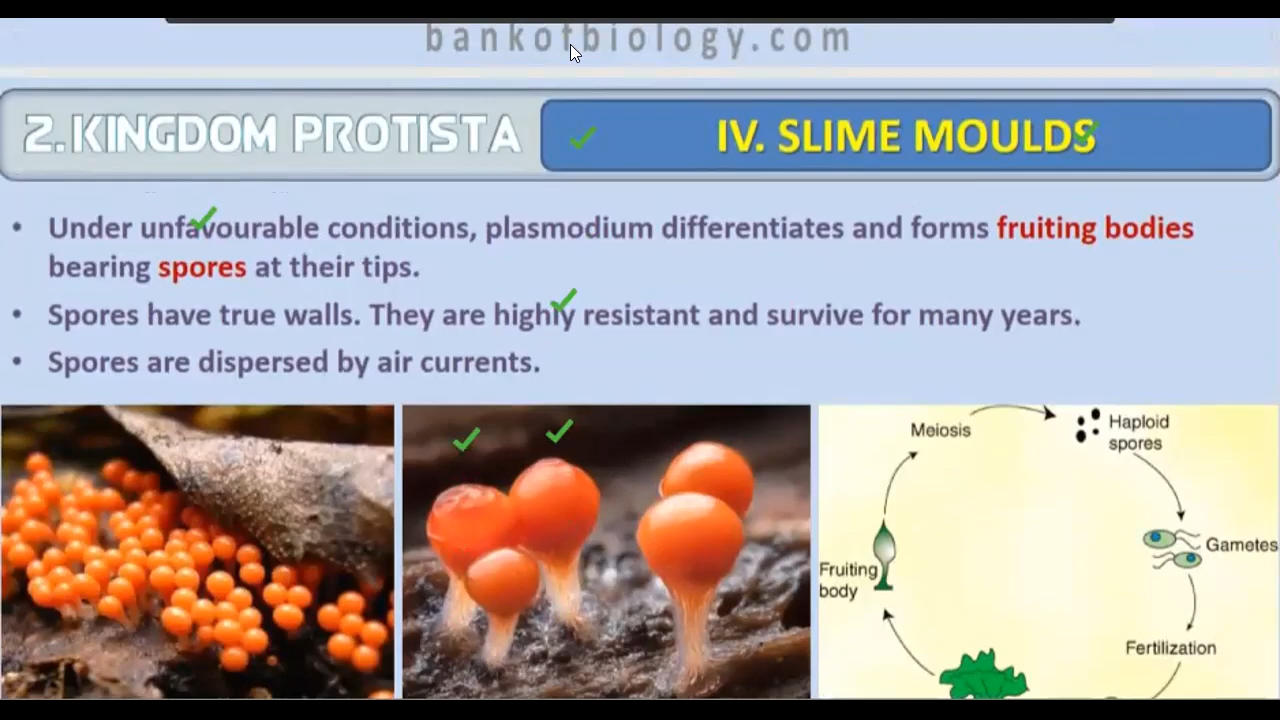 bankofbiology.com
2.KINGDOM PROTISTA
IV. SLIME MOULDS
• Under unfavourable conditions, plasmodium differentiates and forms fruiting bodies
bearing spores at their tips.
• Spores have true walls. They are highly resistant and survive for many years.
• Spores are dispersed by air currents.
Meiosis
Haploid
spores
Gametes
Fruiting
body
Fertilization